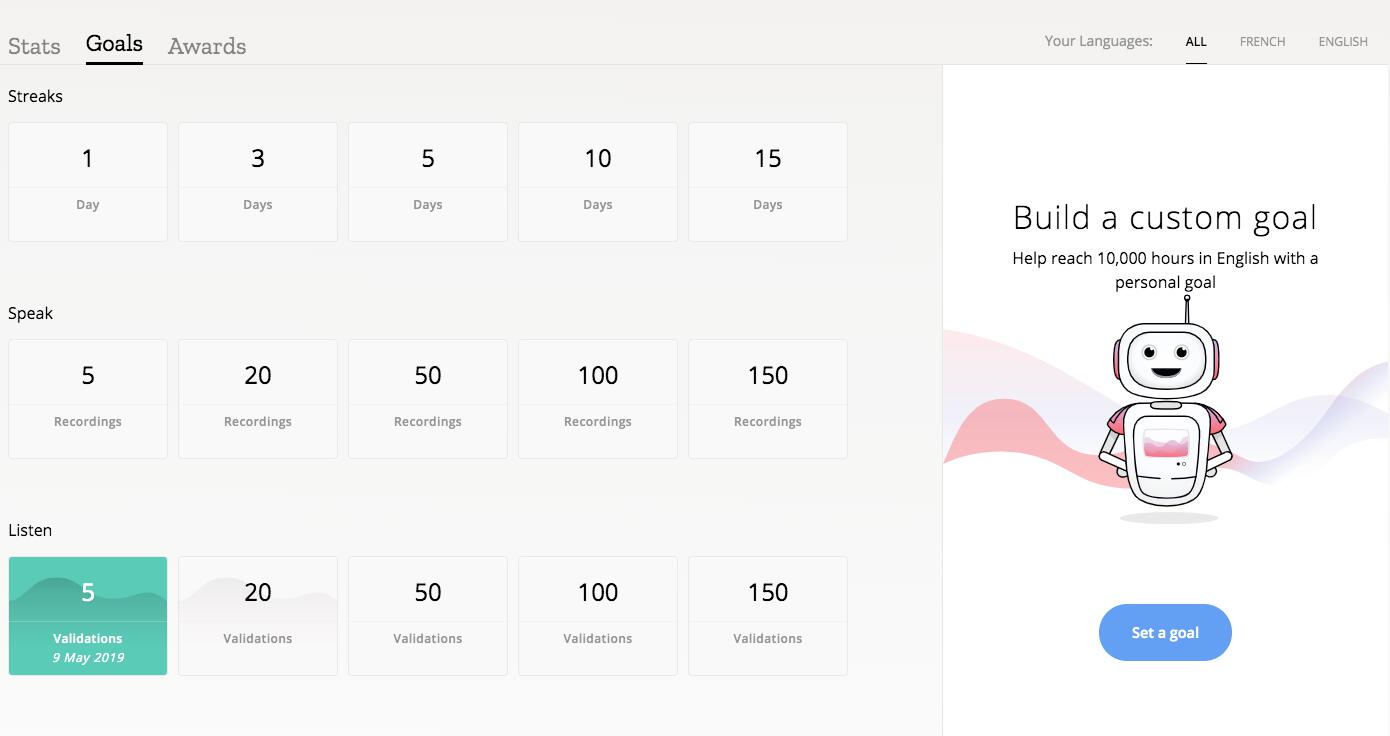 Stats Goals Awards
Your Languages: ALL FRENCH ENGLISH
Streaks
1 3 5 10 15
Day Days Days Days Days
Speak
5 20 50 100 150
Recordings Recordings Recordings Recordings Recordings
Listen
5 20 50 100 150
Validations Validations Validations Validations Validations
9 May 2019
Build a custom goal
Help reach 10,000 hours in English with a
personal goal
Set a goal